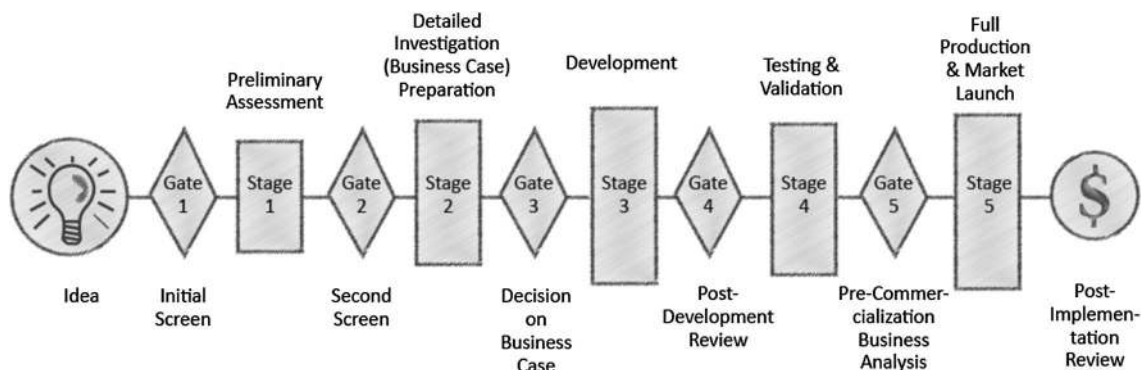 Detailed
Investigation
(Business Case)
Preparation
Full
Production
& Market
Launch
Preliminary
Assessment
Development
Testing &
Validation
Gate
1
Stage
1
Gate
2
Stage
2
Gate
3
Stage
3
Gate
4
Stage
4
Gate
5
Stage
5
$
Idea
Initial
Screen
Second
Screen
Decision
on
Business
Case
Post-
Development
Review
Pre-Commer-
cialization
Business
Analysis
Post-
Implemen-
tation
Review